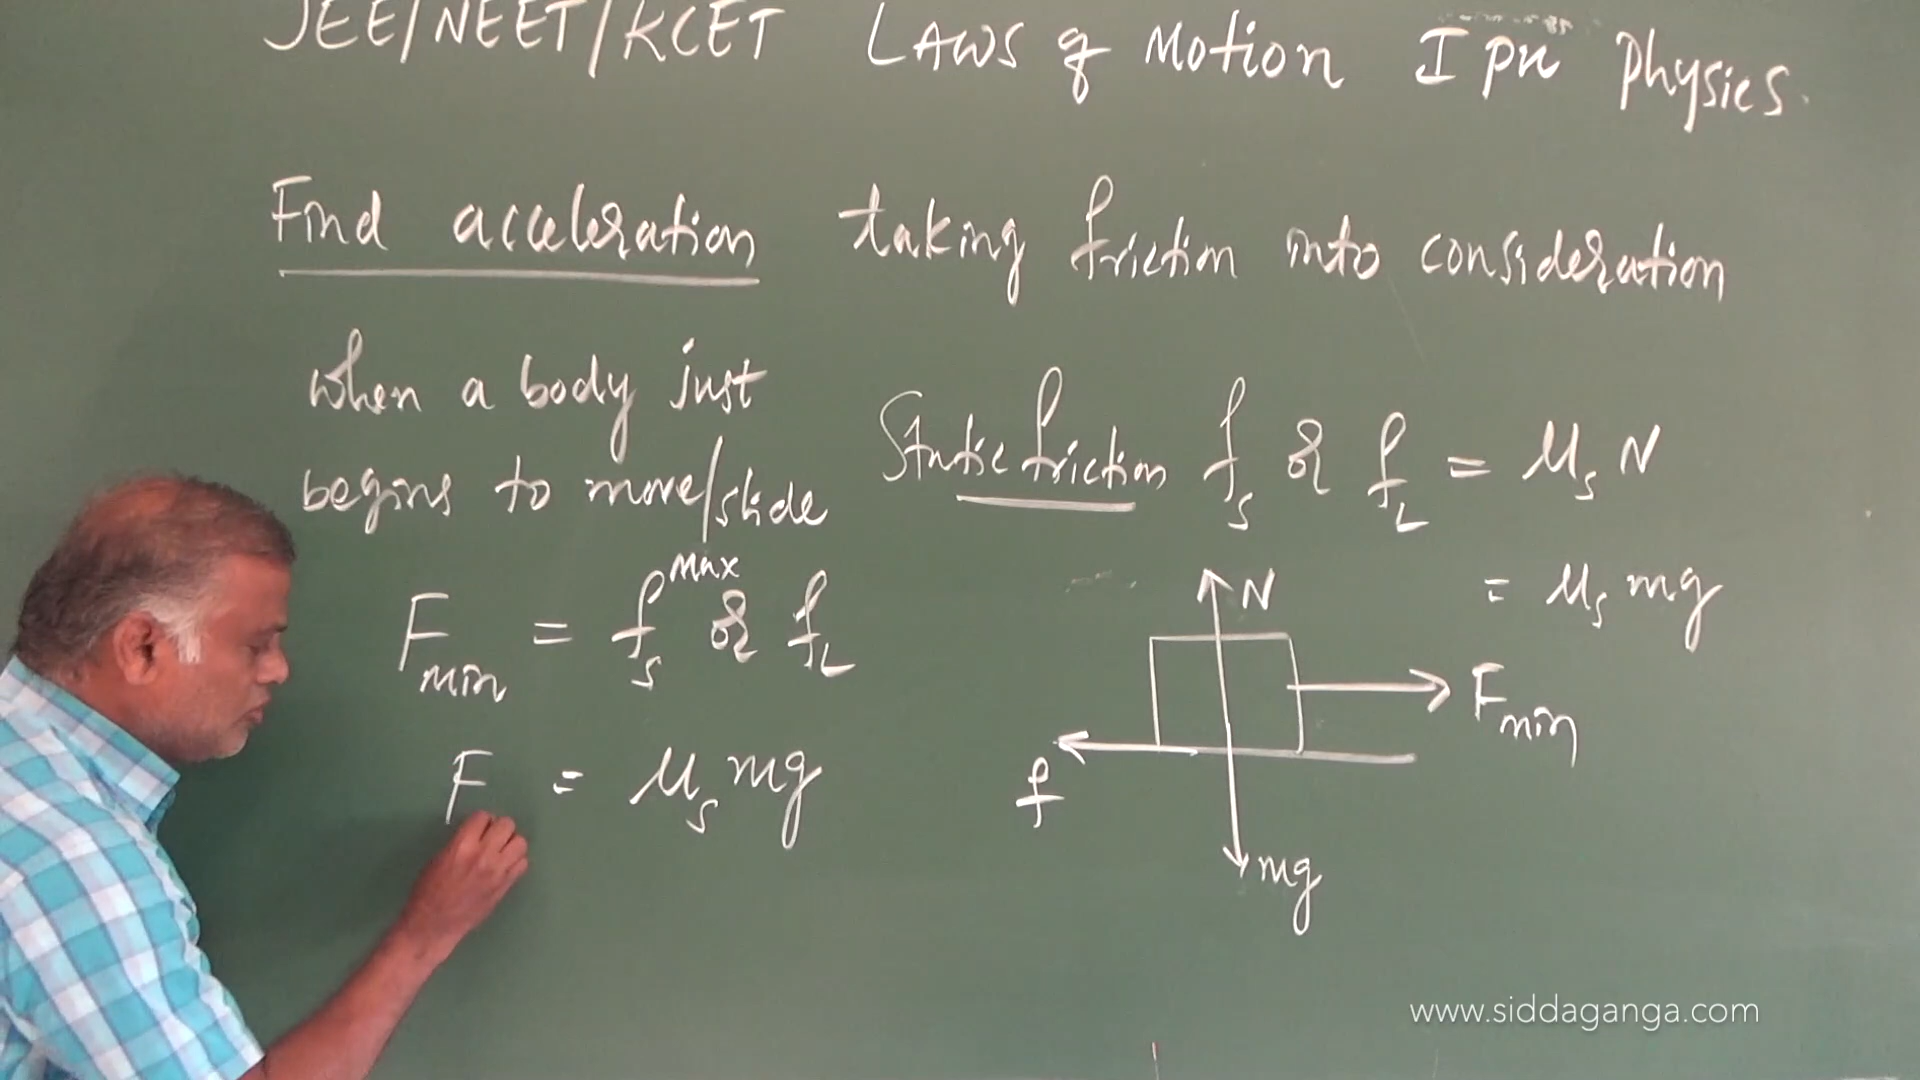 JEE/NEET/KCET Laws of Motion I PU Physics.
Find acceleration taking friction into consideration
when a body just
begins to move/slide
Static friction f_s or f_L = μ_s N
= μ_s mg
F_min = f_s^max or f_L
F = μ_s mg
N
F_min
f
mg
www.siddaganga.com